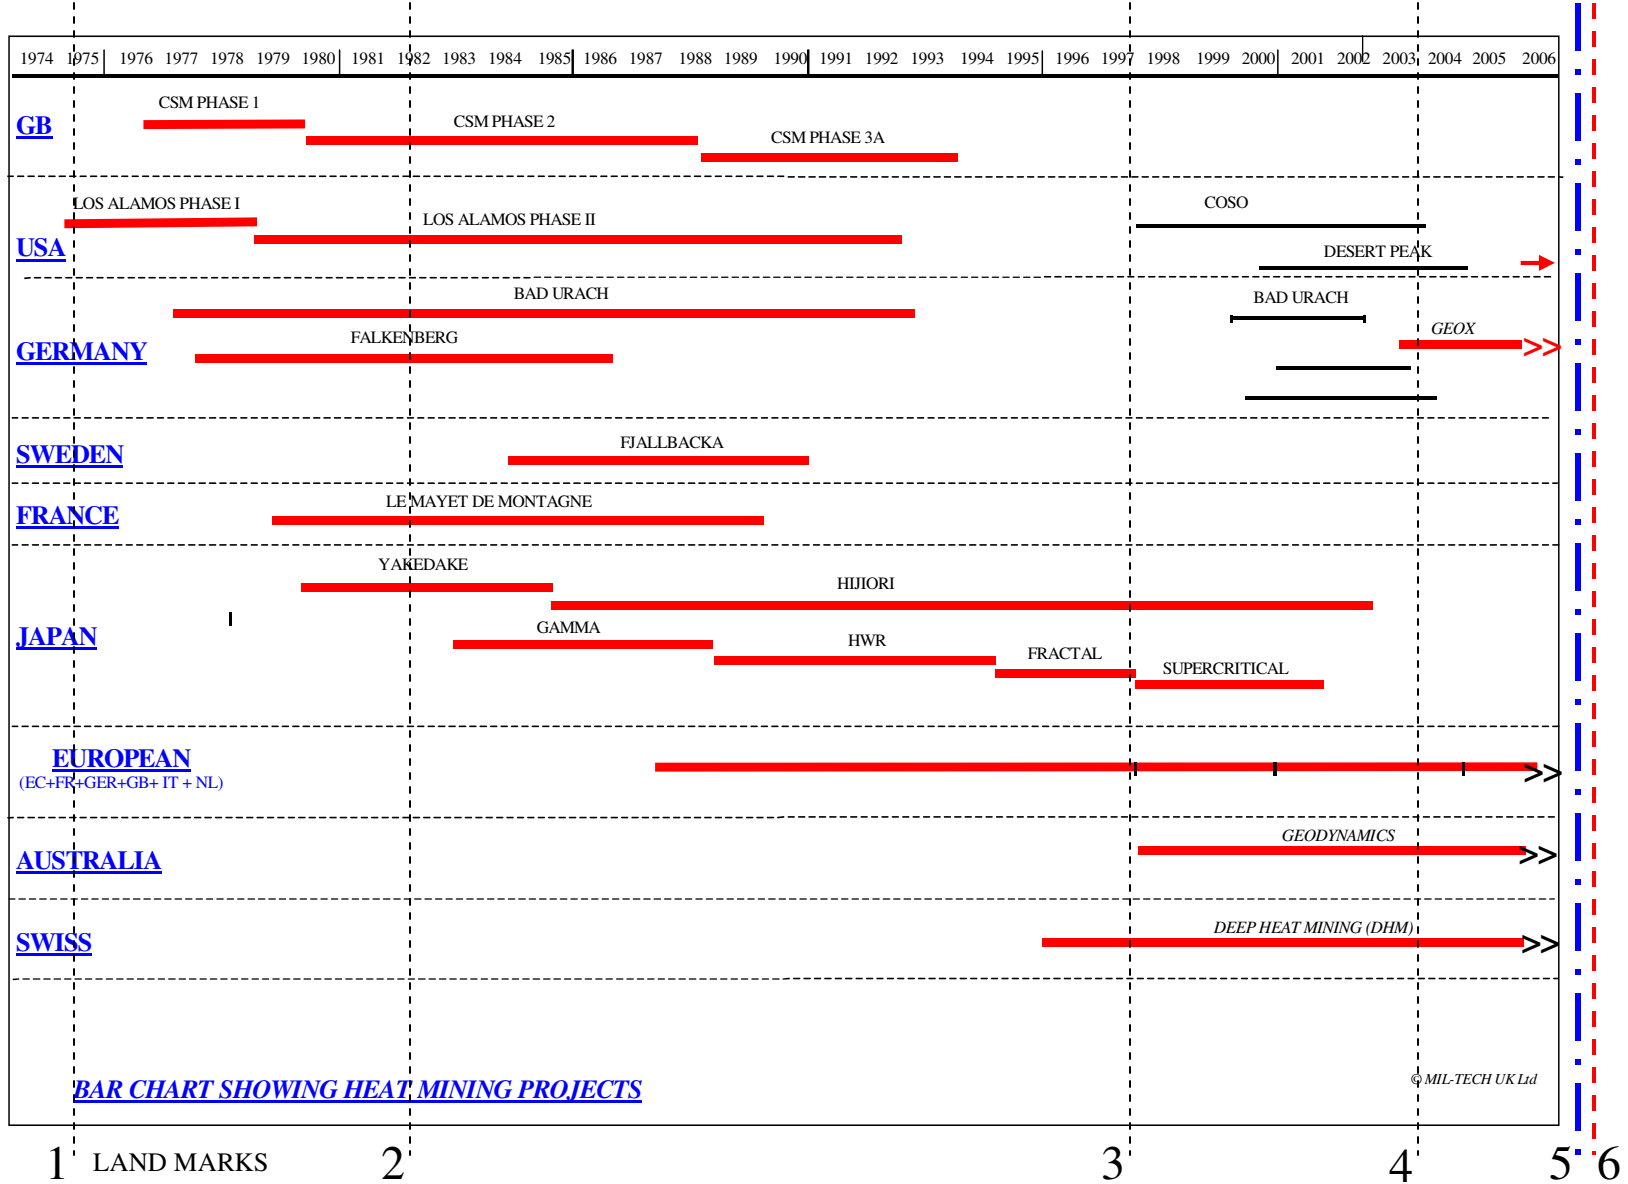 1974 1975 1976 1977 1978 1979 1980 1981 1982 1983 1984 1985 1986 1987 1988 1989 1990 1991 1992 1993 1994 1995 1996 1997 1998 1999 2000 2001 2002 2003 2004 2005 2006
CSM PHASE 1
GB
CSM PHASE 2
CSM PHASE 3A
LOS ALAMOS PHASE I
COSO
LOS ALAMOS PHASE II
USA
DESERT PEAK
BAD URACH
BAD URACH
GEOX
FALKENBERG
GERMANY
>>
FJALLBACKA
SWEDEN
LE MAYET DE MONTAGNE
FRANCE
YAKEDAKE
HIJIORI
GAMMA
JAPAN
HWR
FRACTAL
SUPERCRITICAL
EUROPEAN
(EC+FR+GER+GB+ IT + NL)
>>
GEODYNAMICS
AUSTRALIA
>>
DEEP HEAT MINING (DHM)
SWISS
>>
BAR CHART SHOWING HEAT MINING PROJECTS
© MIL-TECH UK Ltd
1 LAND MARKS 2 3 4 5 6